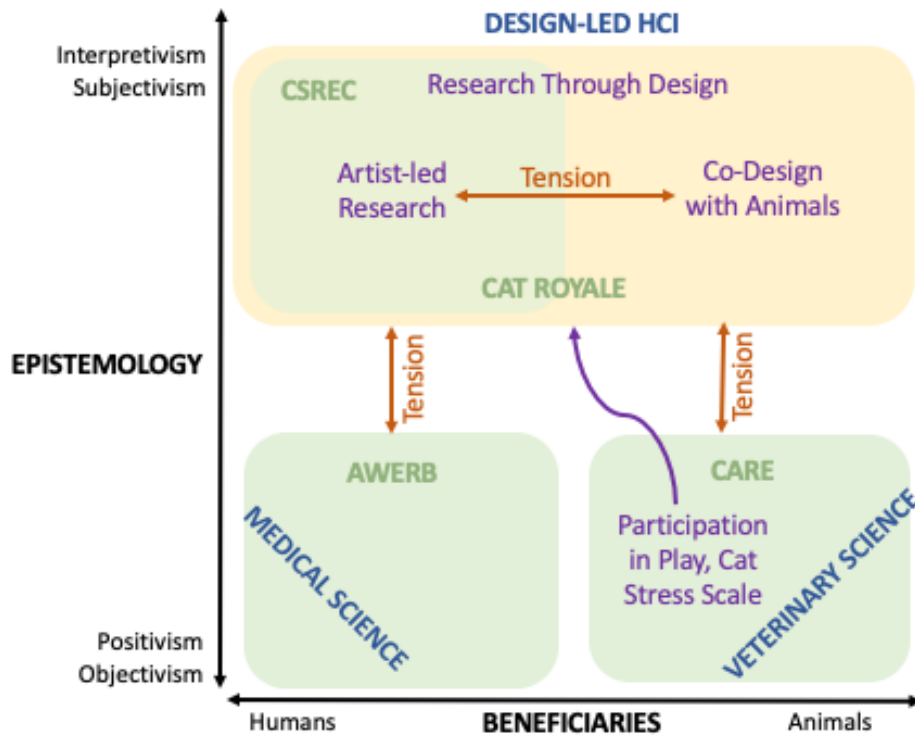 DESIGN-LED HCI
Interpretivism
Subjectivism
CSREC
Research Through Design
Artist-led
Research
Tension
Co-Design
with Animals
CAT ROYALE
EPISTEMOLOGY
Tension
Tension
AWERB
CARE
MEDICAL SCIENCE
Participation
in Play, Cat
Stress Scale
VETERINARY SCIENCE
Positivism
Objectivism
Humans
BENEFICIARIES
Animals